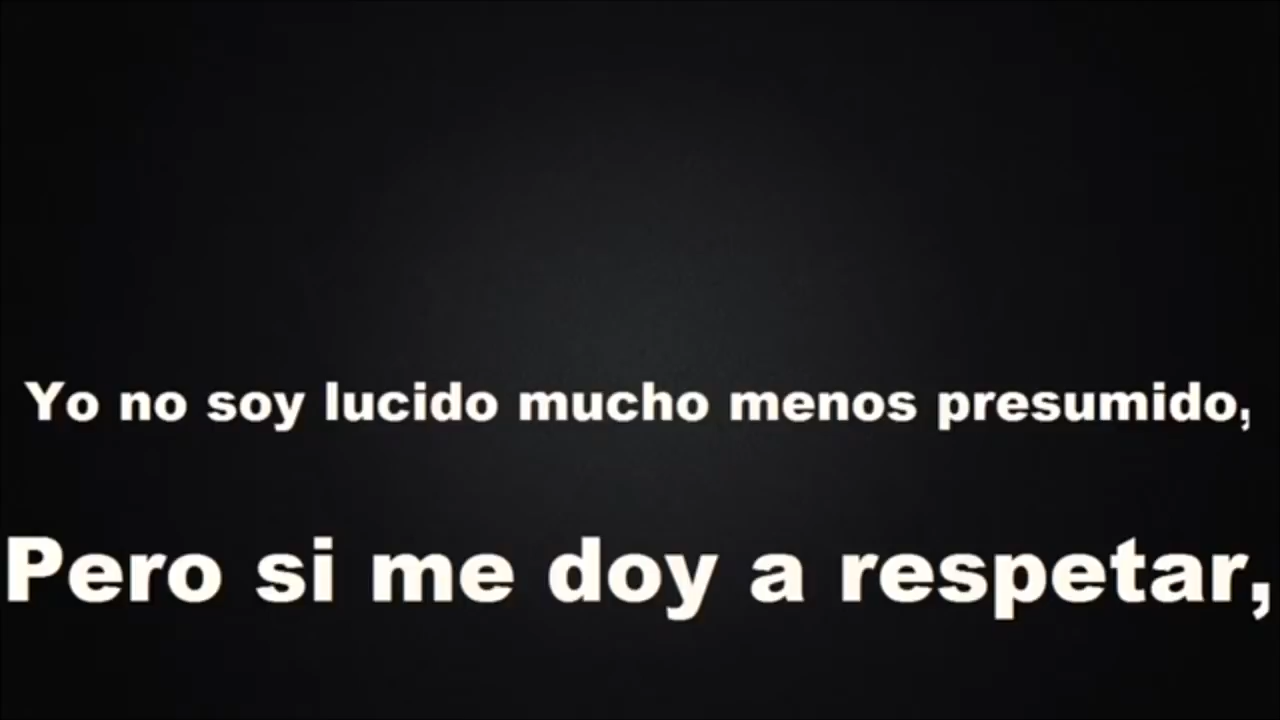 Yo no soy lucido mucho menos presumido,
Pero si me doy a respetar,